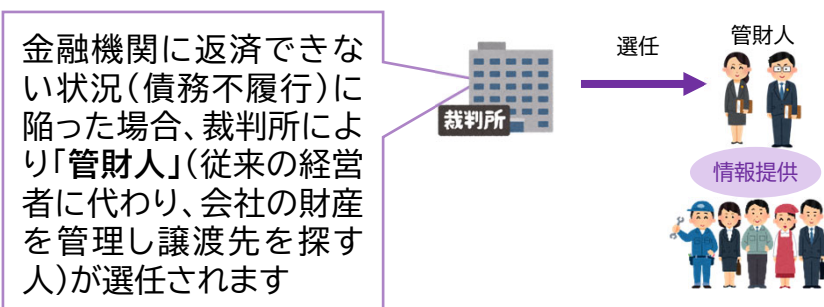 金融機関に返済できな
い状況（債務不履行）に
陥った場合、裁判所によ
り「管財人」（従来の経営
者に代わり、会社の財産
を管理し譲渡先を探す
人）が選任されます
裁判所
選任
管財人
情報提供